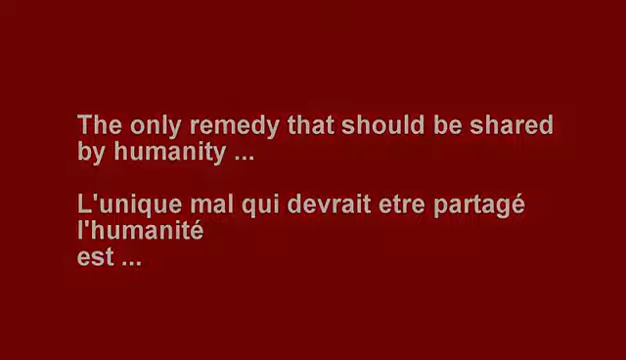 The only remedy that should be shared
by humanity ...
L'unique mal qui devrait etre partagé
l'humanité
est ...